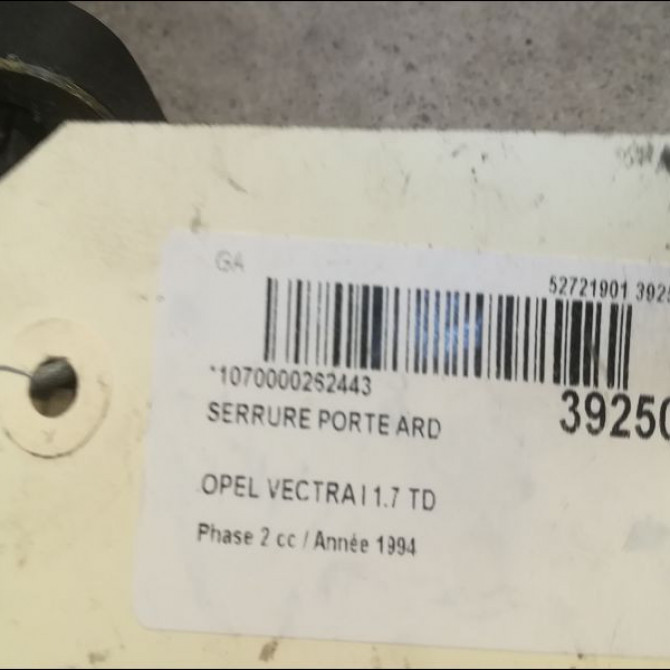 GA
52721901 3925
*1070000262443
39250
SERRURE PORTE ARD
OPEL VECTRA I 1.7 TD
Phase 2 cc / Année 1994